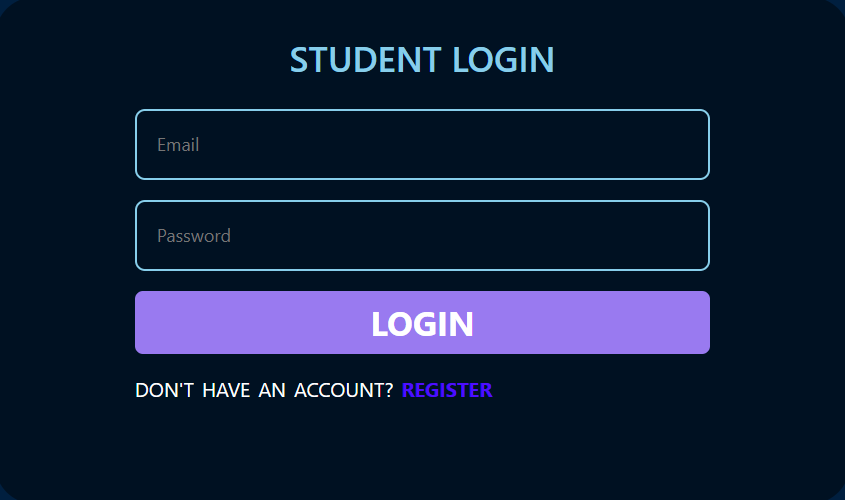 STUDENT LOGIN
Email
Password
LOGIN
DON'T HAVE AN ACCOUNT? REGISTER